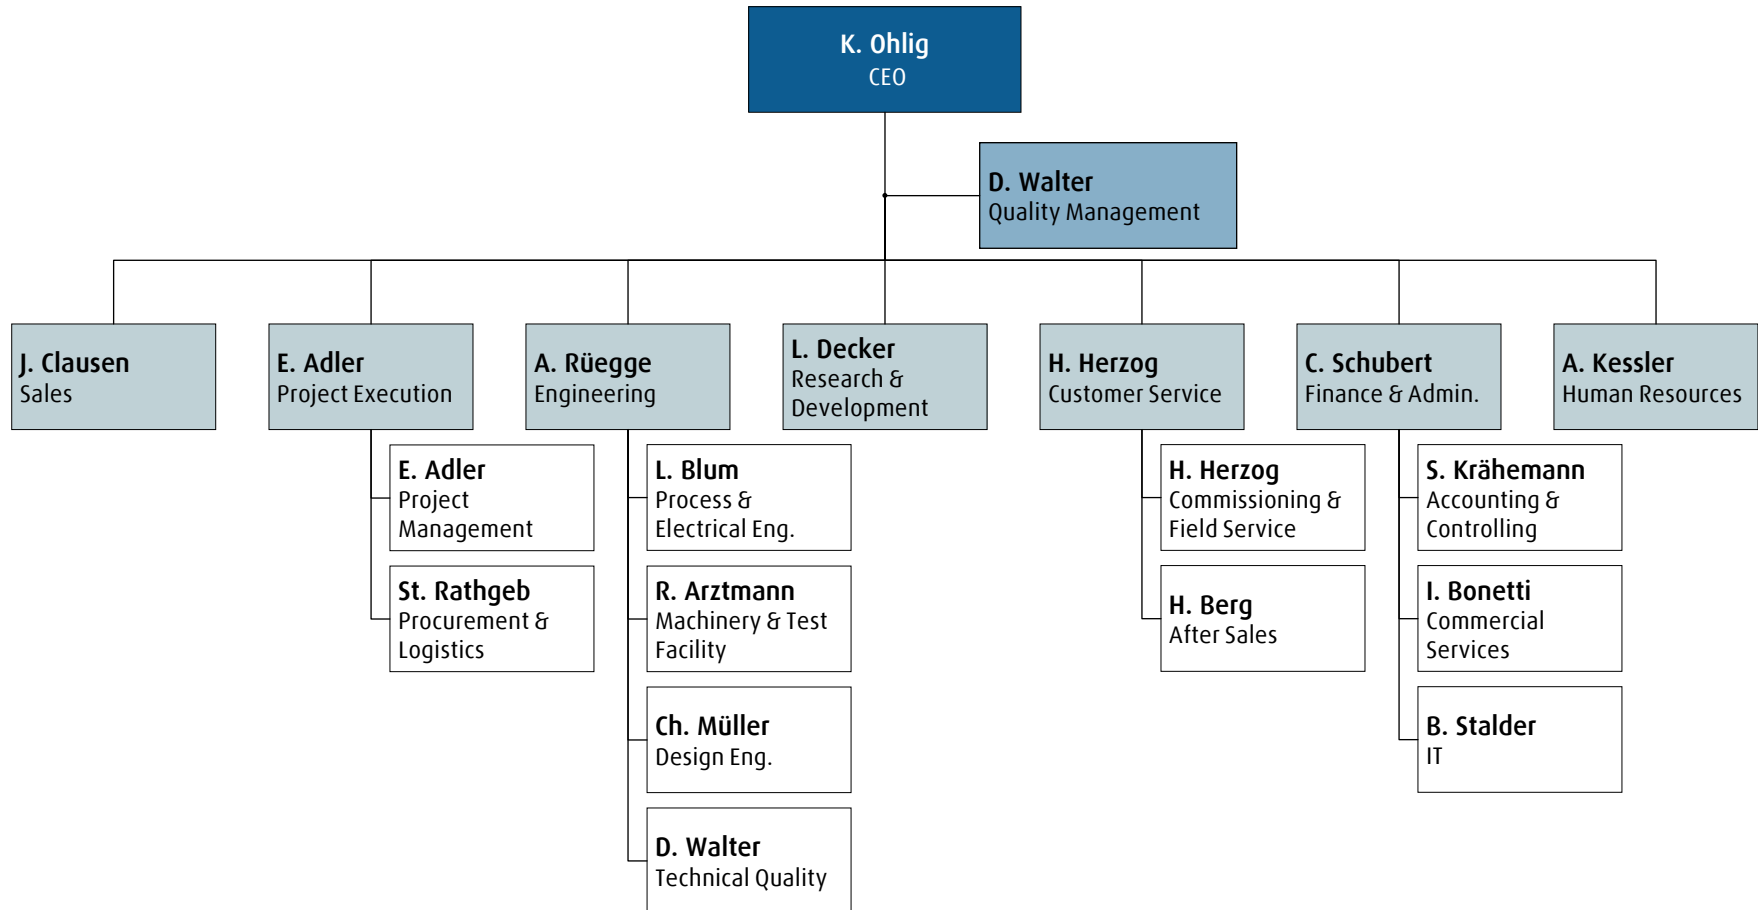 K. Ohlig
CEO
D. Walter
Quality Management
J. Clausen
Sales
E. Adler
Project Execution
A. Rüegge
Engineering
L. Decker
Research &
Development
H. Herzog
Customer Service
C. Schubert
Finance & Admin.
A. Kessler
Human Resources
E. Adler
Project
Management
St. Rathgeb
Procurement &
Logistics
L. Blum
Process &
Electrical Eng.
R. Arztmann
Machinery & Test
Facility
Ch. Müller
Design Eng.
D. Walter
Technical Quality
H. Herzog
Commissioning &
Field Service
H. Berg
After Sales
S. Krähemann
Accounting &
Controlling
I. Bonetti
Commercial
Services
B. Stalder
IT